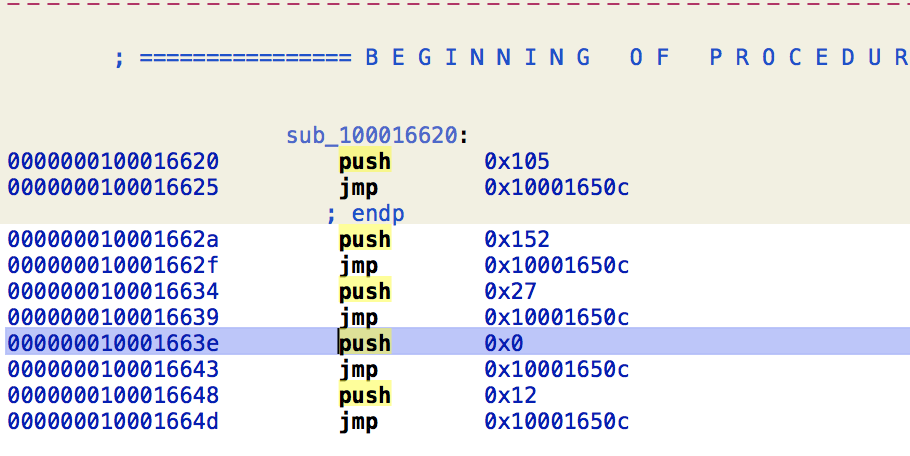 ; ================ B E G I N N I N G   O F   P R O C E D U R
sub_100016620:
0000000100016620 push 0x105
0000000100016625 jmp 0x10001650c
; endp
000000010001662a push 0x152
000000010001662f jmp 0x10001650c
0000000100016634 push 0x27
0000000100016639 jmp 0x10001650c
000000010001663e push 0x0
0000000100016643 jmp 0x10001650c
0000000100016648 push 0x12
000000010001664d jmp 0x10001650c